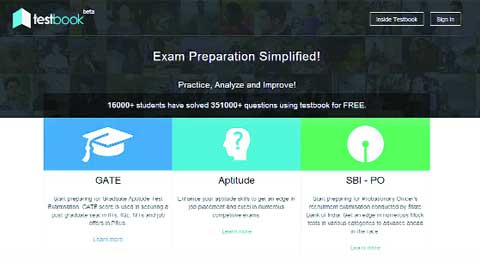 testbook beta
Inside Testbook
Sign In
Exam Preparation Simplified!
Practice, Analyze and Improve!
16000+ students have solved 351000+ questions using testbook for FREE.
GATE
Start preparing for Graduate Aptitude Test
Examination. GATE score is used in securing a
post graduate seat in IITs, IISc, NITs and job
offers in PSUs.
Learn more
Aptitude
Enhance your aptitude skills to get an edge in
job placement and excel in numerous
competitive exams.
Learn more
SBI - PO
Start preparing for Probationary Officer's
recruitment examination conducted by State
Bank of India. Get an edge in numerous Mock
tests in various categories to Advance ahead
in the race.
Learn more